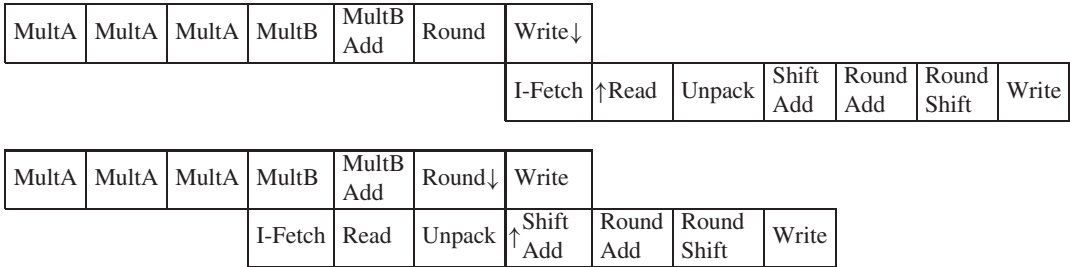 MultA MultA MultA MultB MultB Add Round Write↓
I-Fetch ↑Read Unpack Shift Add Round Add Round Shift Write
MultA MultA MultA MultB MultB Add Round↓ Write
I-Fetch Read Unpack ↑Shift Add Round Add Round Shift Write